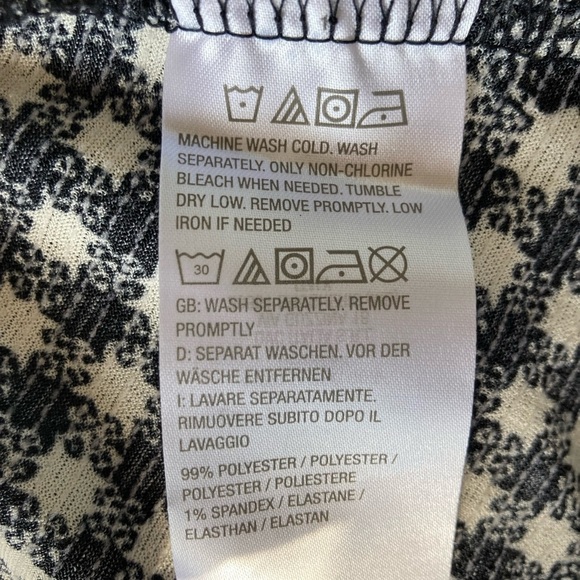 MACHINE WASH COLD. WASH
SEPARATELY. ONLY NON-CHLORINE
BLEACH WHEN NEEDED. TUMBLE
DRY LOW. REMOVE PROMPTLY. LOW
IRON IF NEEDED
30
GB: WASH SEPARATELY. REMOVE
PROMPTLY
D: SEPARAT WASCHEN. VOR DER
WÄSCHE ENTFERNEN
I: LAVARE SEPARATAMENTE.
RIMUOVERE SUBITO DOPO IL
LAVAGGIO
99% POLYESTER / POLYESTER /
POLYESTER / POLIESTERE
1% SPANDEX / ELASTANE /
ELASTHAN / ELASTAN